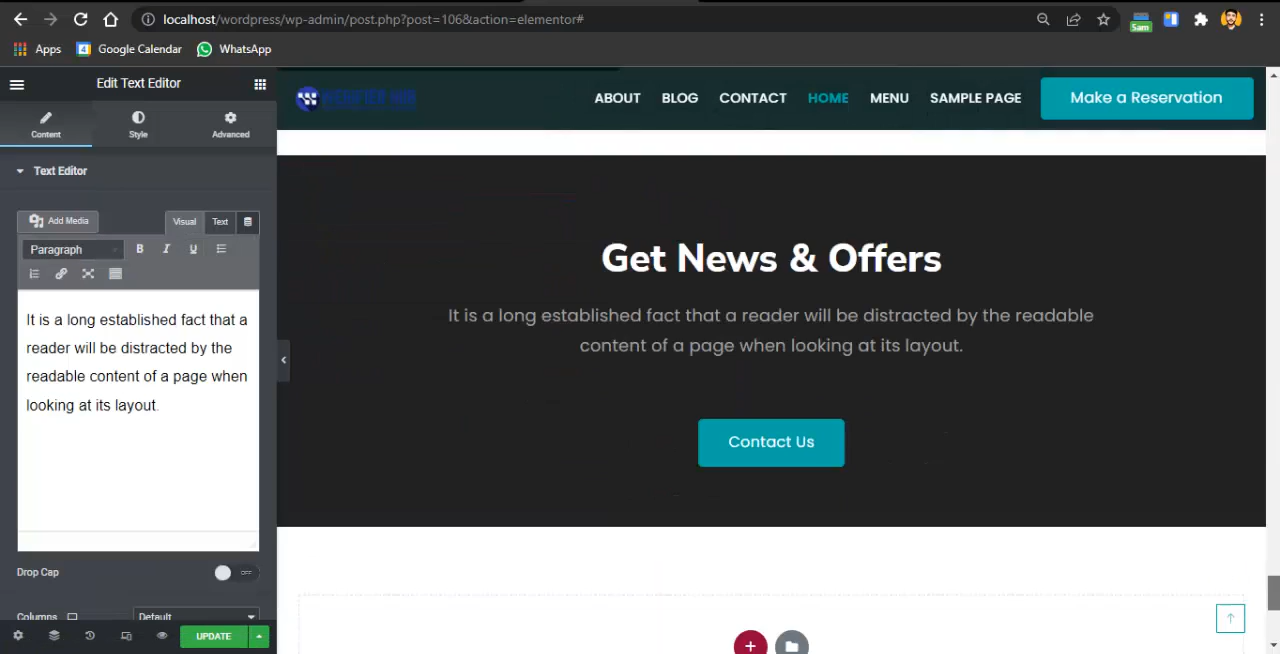 localhost/wordpress/wp-admin/post.php?post=106&action=elementor#
Sam
Apps Google Calendar WhatsApp
Edit Text Editor
Content Style Advanced
Text Editor
Add Media Visual Text
Paragraph B I U
It is a long established fact that a
reader will be distracted by the
readable content of a page when
looking at its layout.
Drop Cap OFF
Columns Default
UPDATE
ABOUT BLOG CONTACT HOME MENU SAMPLE PAGE Make a Reservation
Get News & Offers
It is a long established fact that a reader will be distracted by the readable
content of a page when looking at its layout.
Contact Us